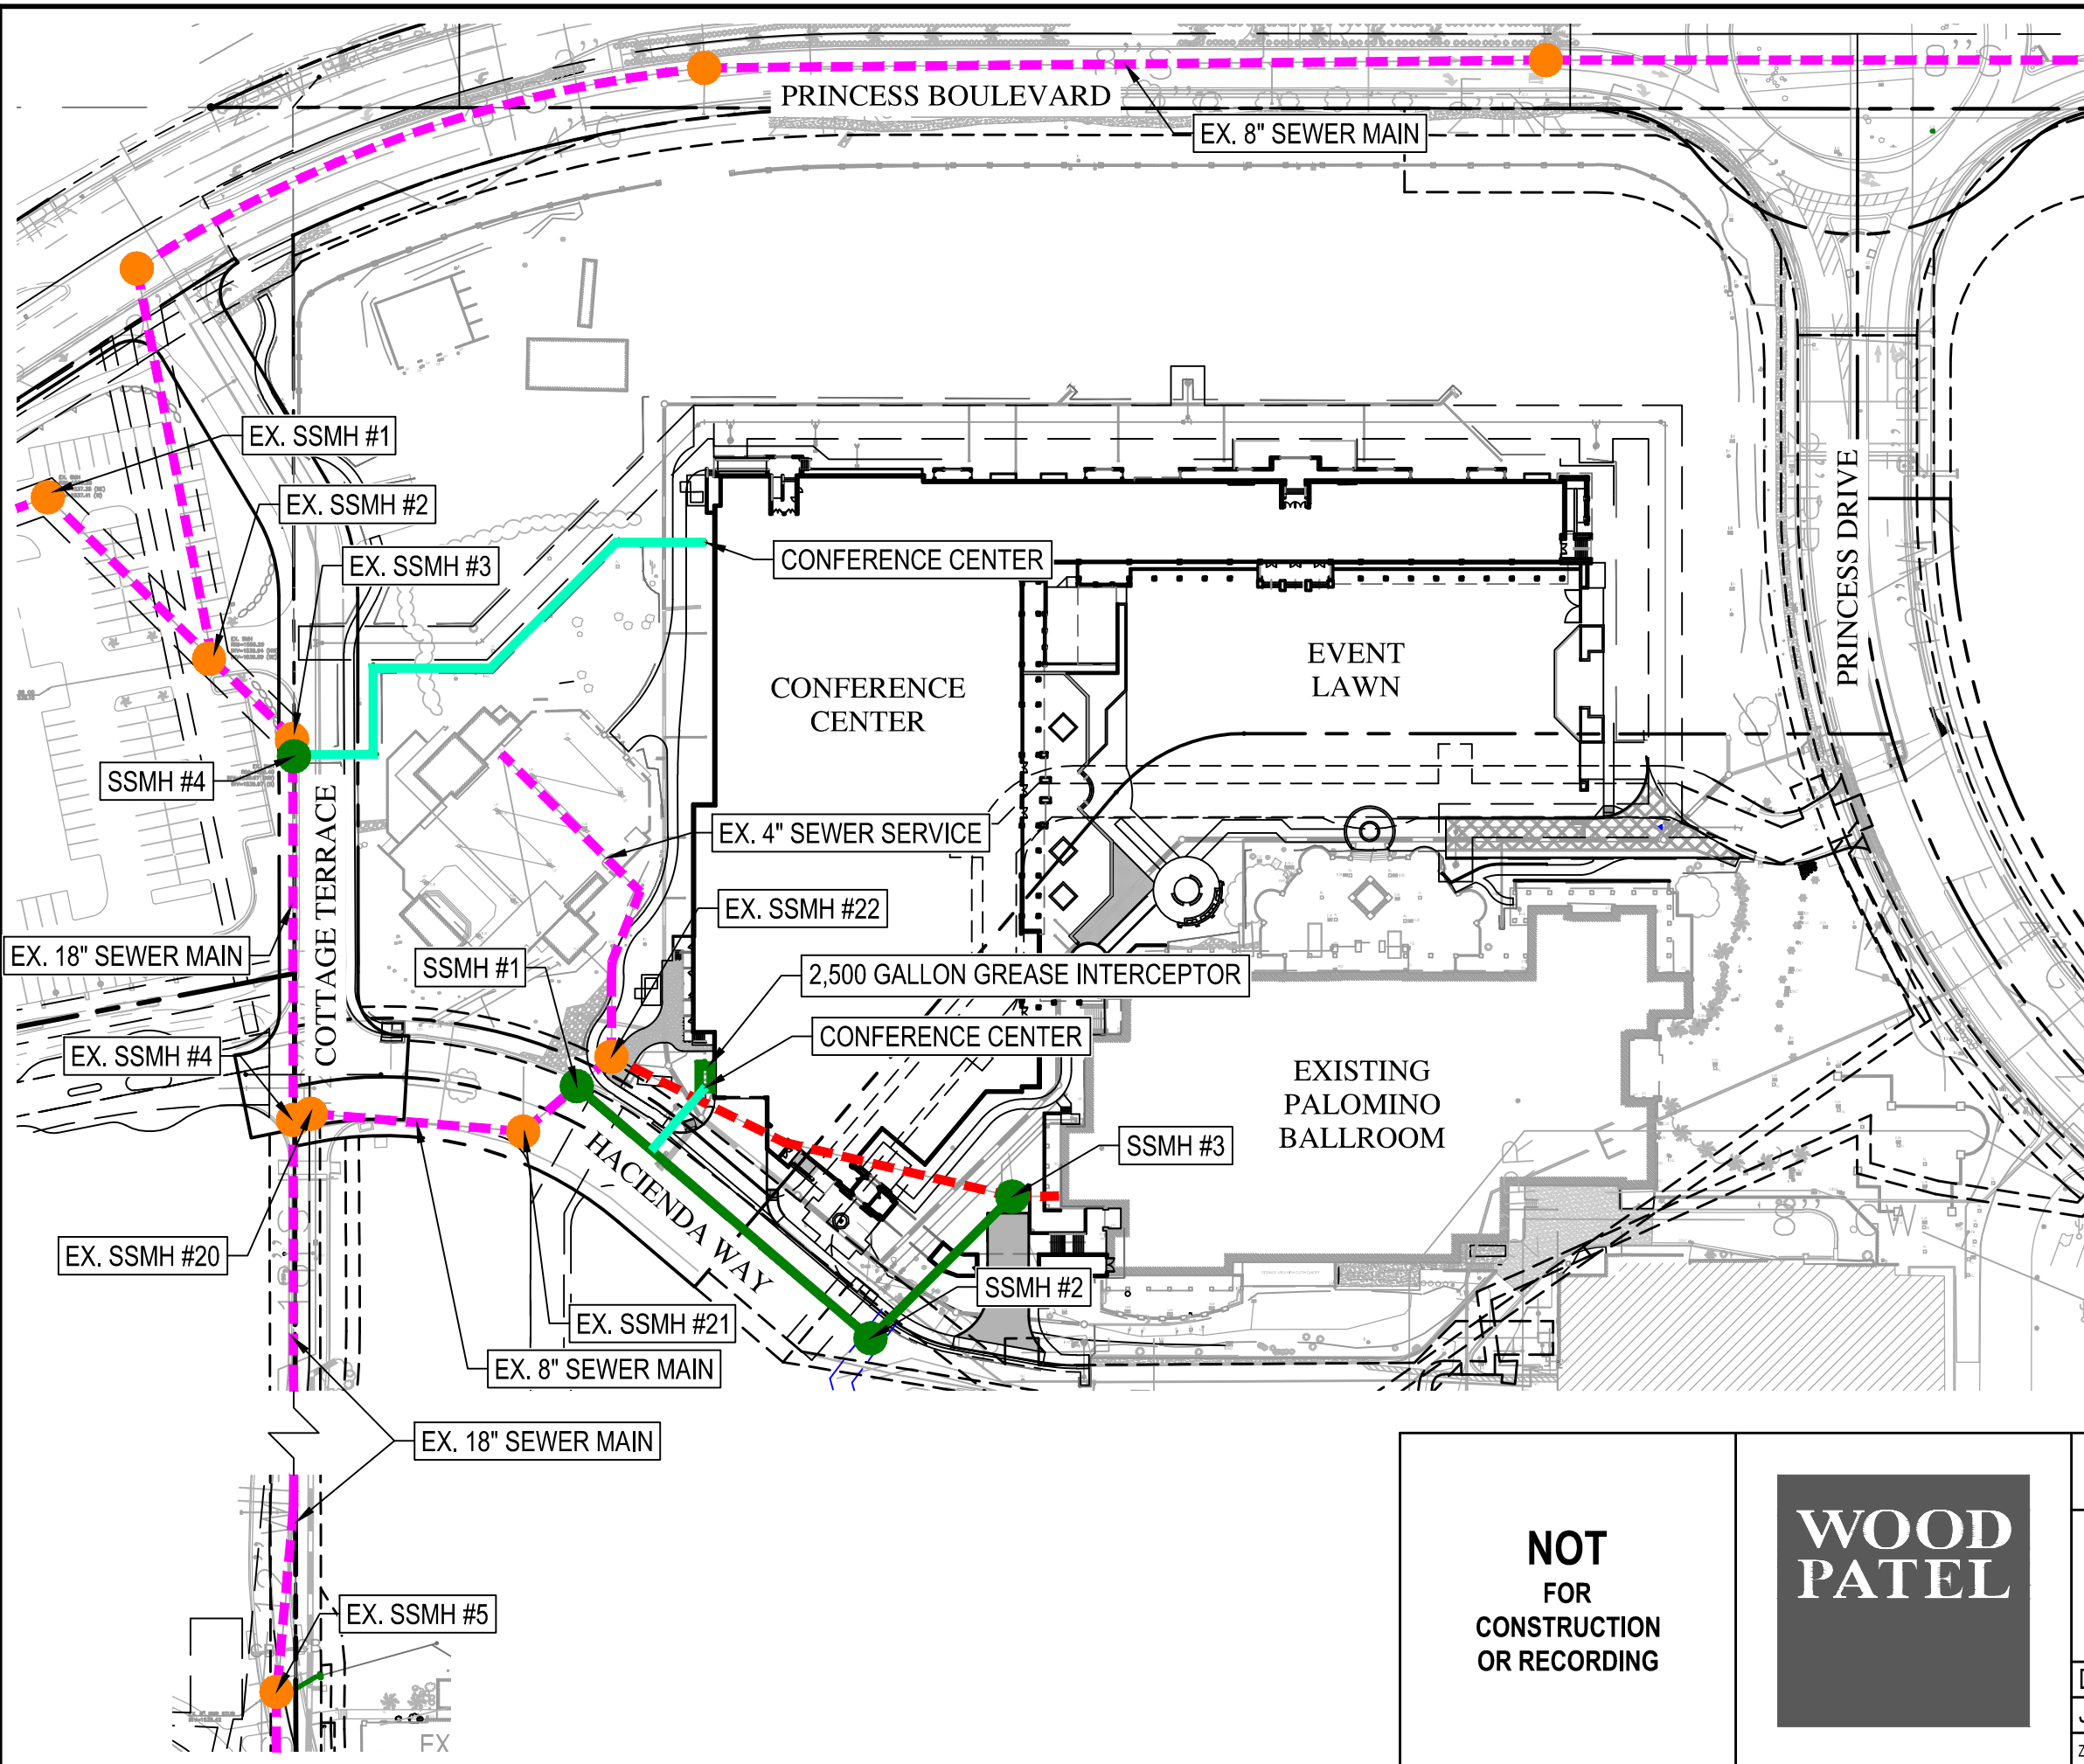 PRINCESS BOULEVARD
EX. 8" SEWER MAIN
EX. SSMH #1
EX. SSMH #2
EX. SSMH #3
CONFERENCE CENTER
CONFERENCE
CENTER
EVENT
LAWN
PRINCESS DRIVE
SSMH #4
EX. 4" SEWER SERVICE
COTTAGE TERRACE
EX. SSMH #22
EX. 18" SEWER MAIN
SSMH #1
2,500 GALLON GREASE INTERCEPTOR
CONFERENCE CENTER
EX. SSMH #4
EXISTING
PALOMINO
BALLROOM
SSMH #3
HACIENDA WAY
EX. SSMH #20
SSMH #2
EX. SSMH #21
EX. 8" SEWER MAIN
EX. 18" SEWER MAIN
EX. SSMH #5
EX
NOT
FOR
CONSTRUCTION
OR RECORDING
WOOD
PATEL